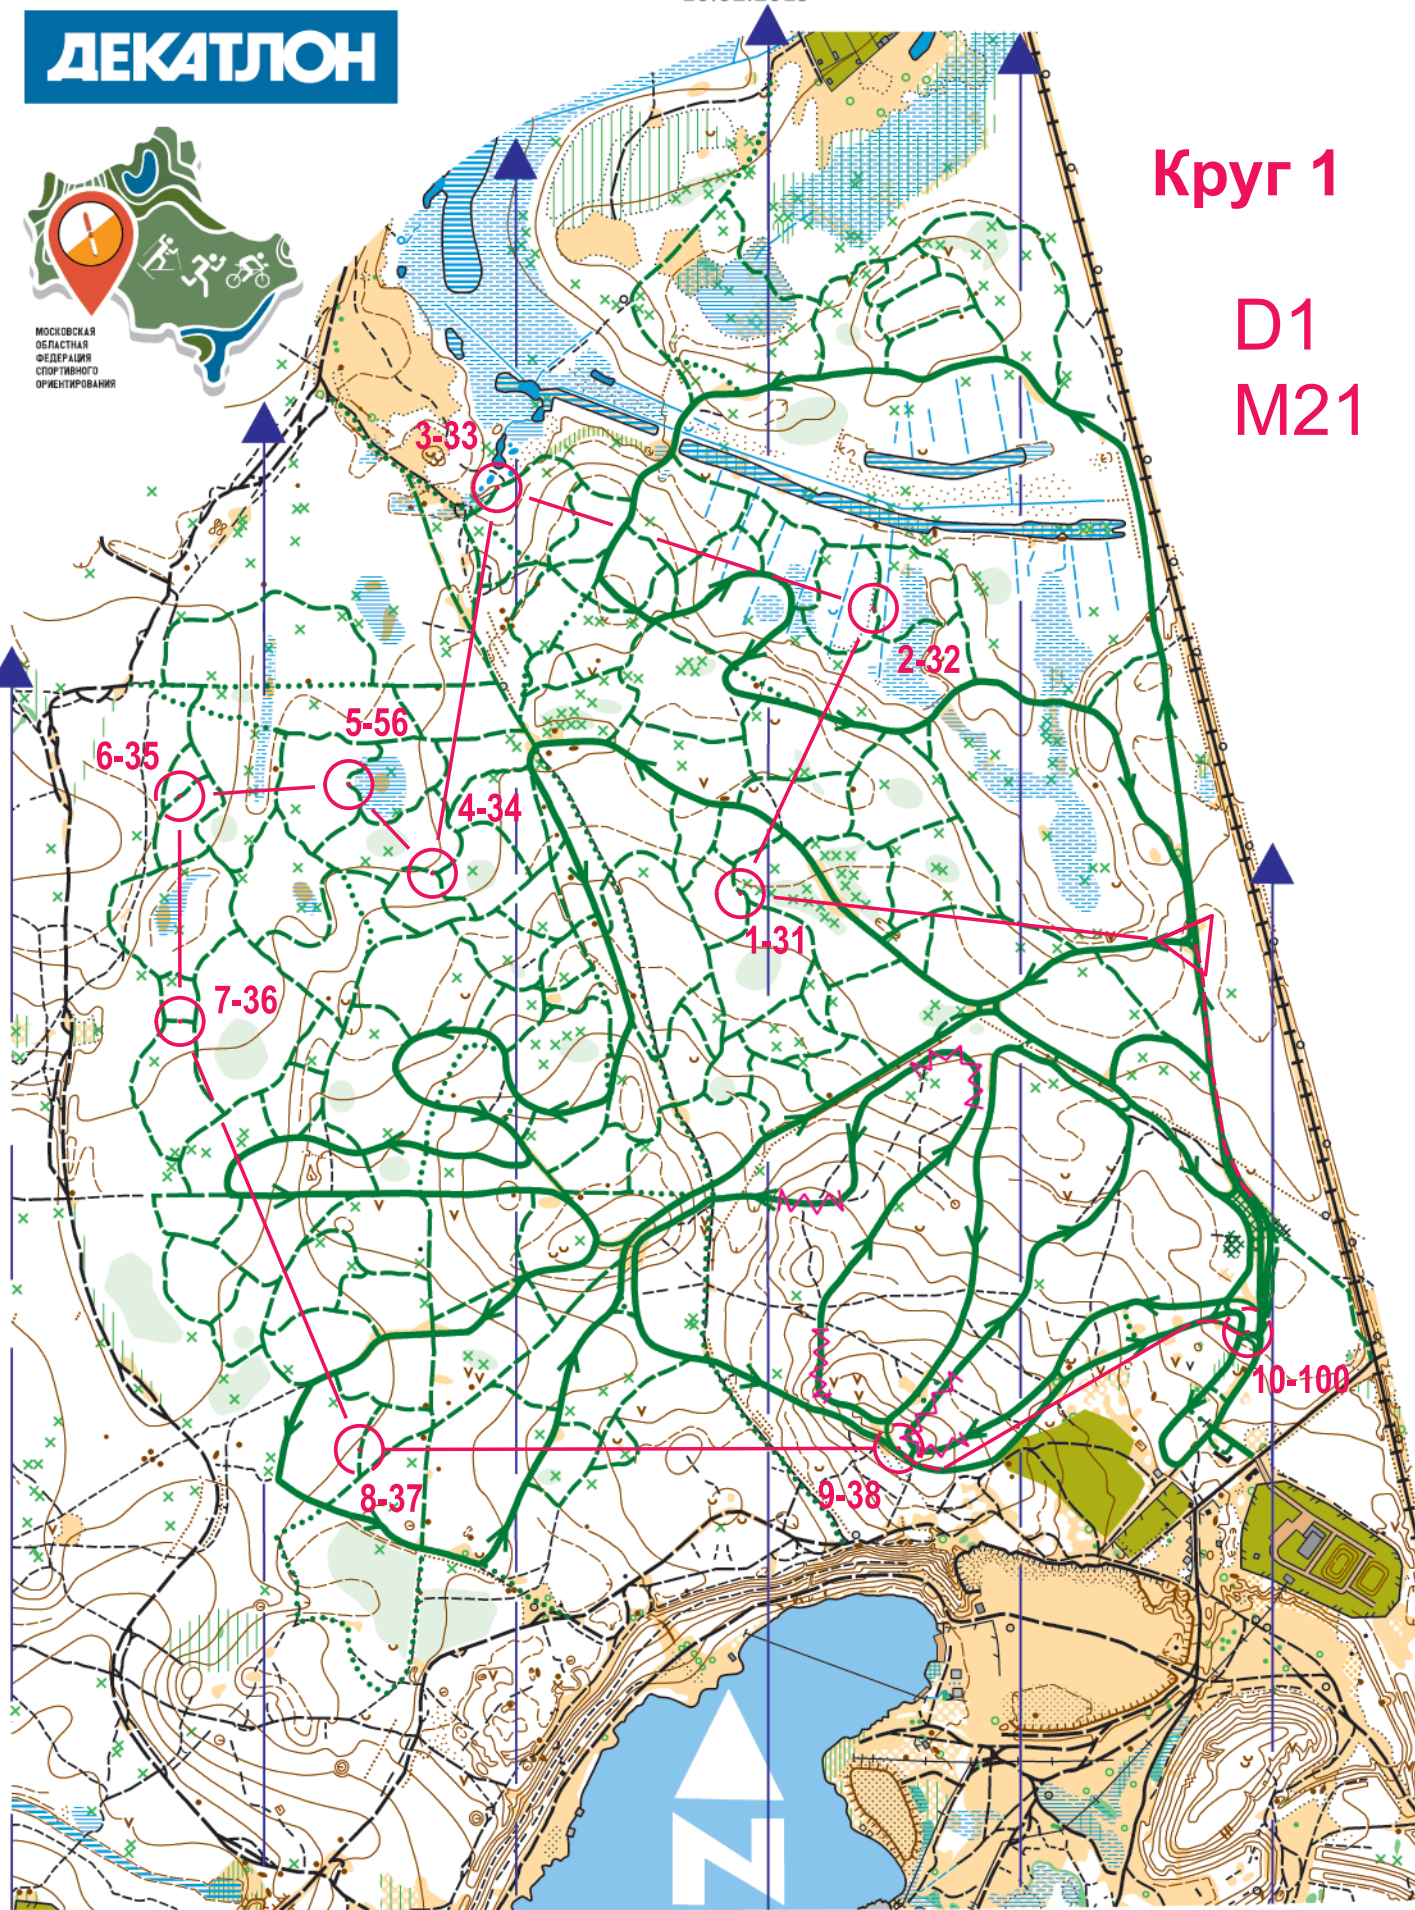 ДЕКАТЛОН
МОСКОВСКАЯ
ОБЛАСТНАЯ
ФЕДЕРАЦИЯ
СПОРТИВНОГО
ОРИЕНТИРОВАНИЯ
Круг 1
D1
М21
3-33
2-32
5-56
6-35
4-34
1-31
7-36
10-100
8-37
9-38
N